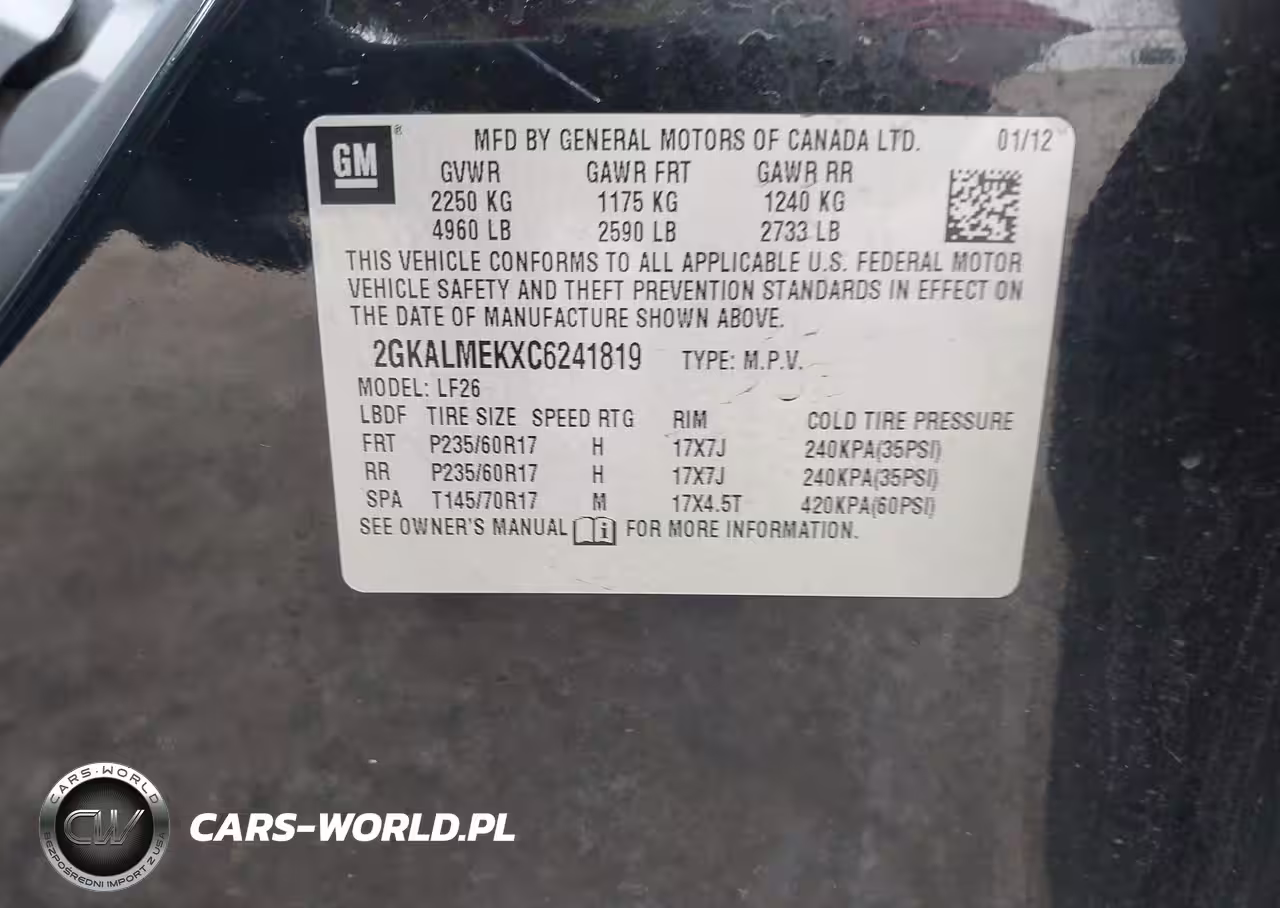 GM®
MFD BY GENERAL MOTORS OF CANADA LTD. 01/12
GVWR GAWR FRT GAWR RR
2250 KG 1175 KG 1240 KG
4960 LB 2590 LB 2733 LB
THIS VEHICLE CONFORMS TO ALL APPLICABLE U.S. FEDERAL MOTOR
VEHICLE SAFETY AND THEFT PREVENTION STANDARDS IN EFFECT ON
THE DATE OF MANUFACTURE SHOWN ABOVE.
2GKALMEKXC6241819 TYPE: M.P.V.
MODEL: LF26
LBDF TIRE SIZE SPEED RTG RIM COLD TIRE PRESSURE
FRT P235/60R17 H 17X7J 240KPA(35PSI)
RR P235/60R17 H 17X7J 240KPA(35PSI)
SPA T145/70R17 M 17X4.5T 420KPA(60PSI)
SEE OWNER'S MANUAL i FOR MORE INFORMATION.
CARS-WORLD
CW
BEZPOŚREDNI IMPORT Z USA
CARS-WORLD.PL